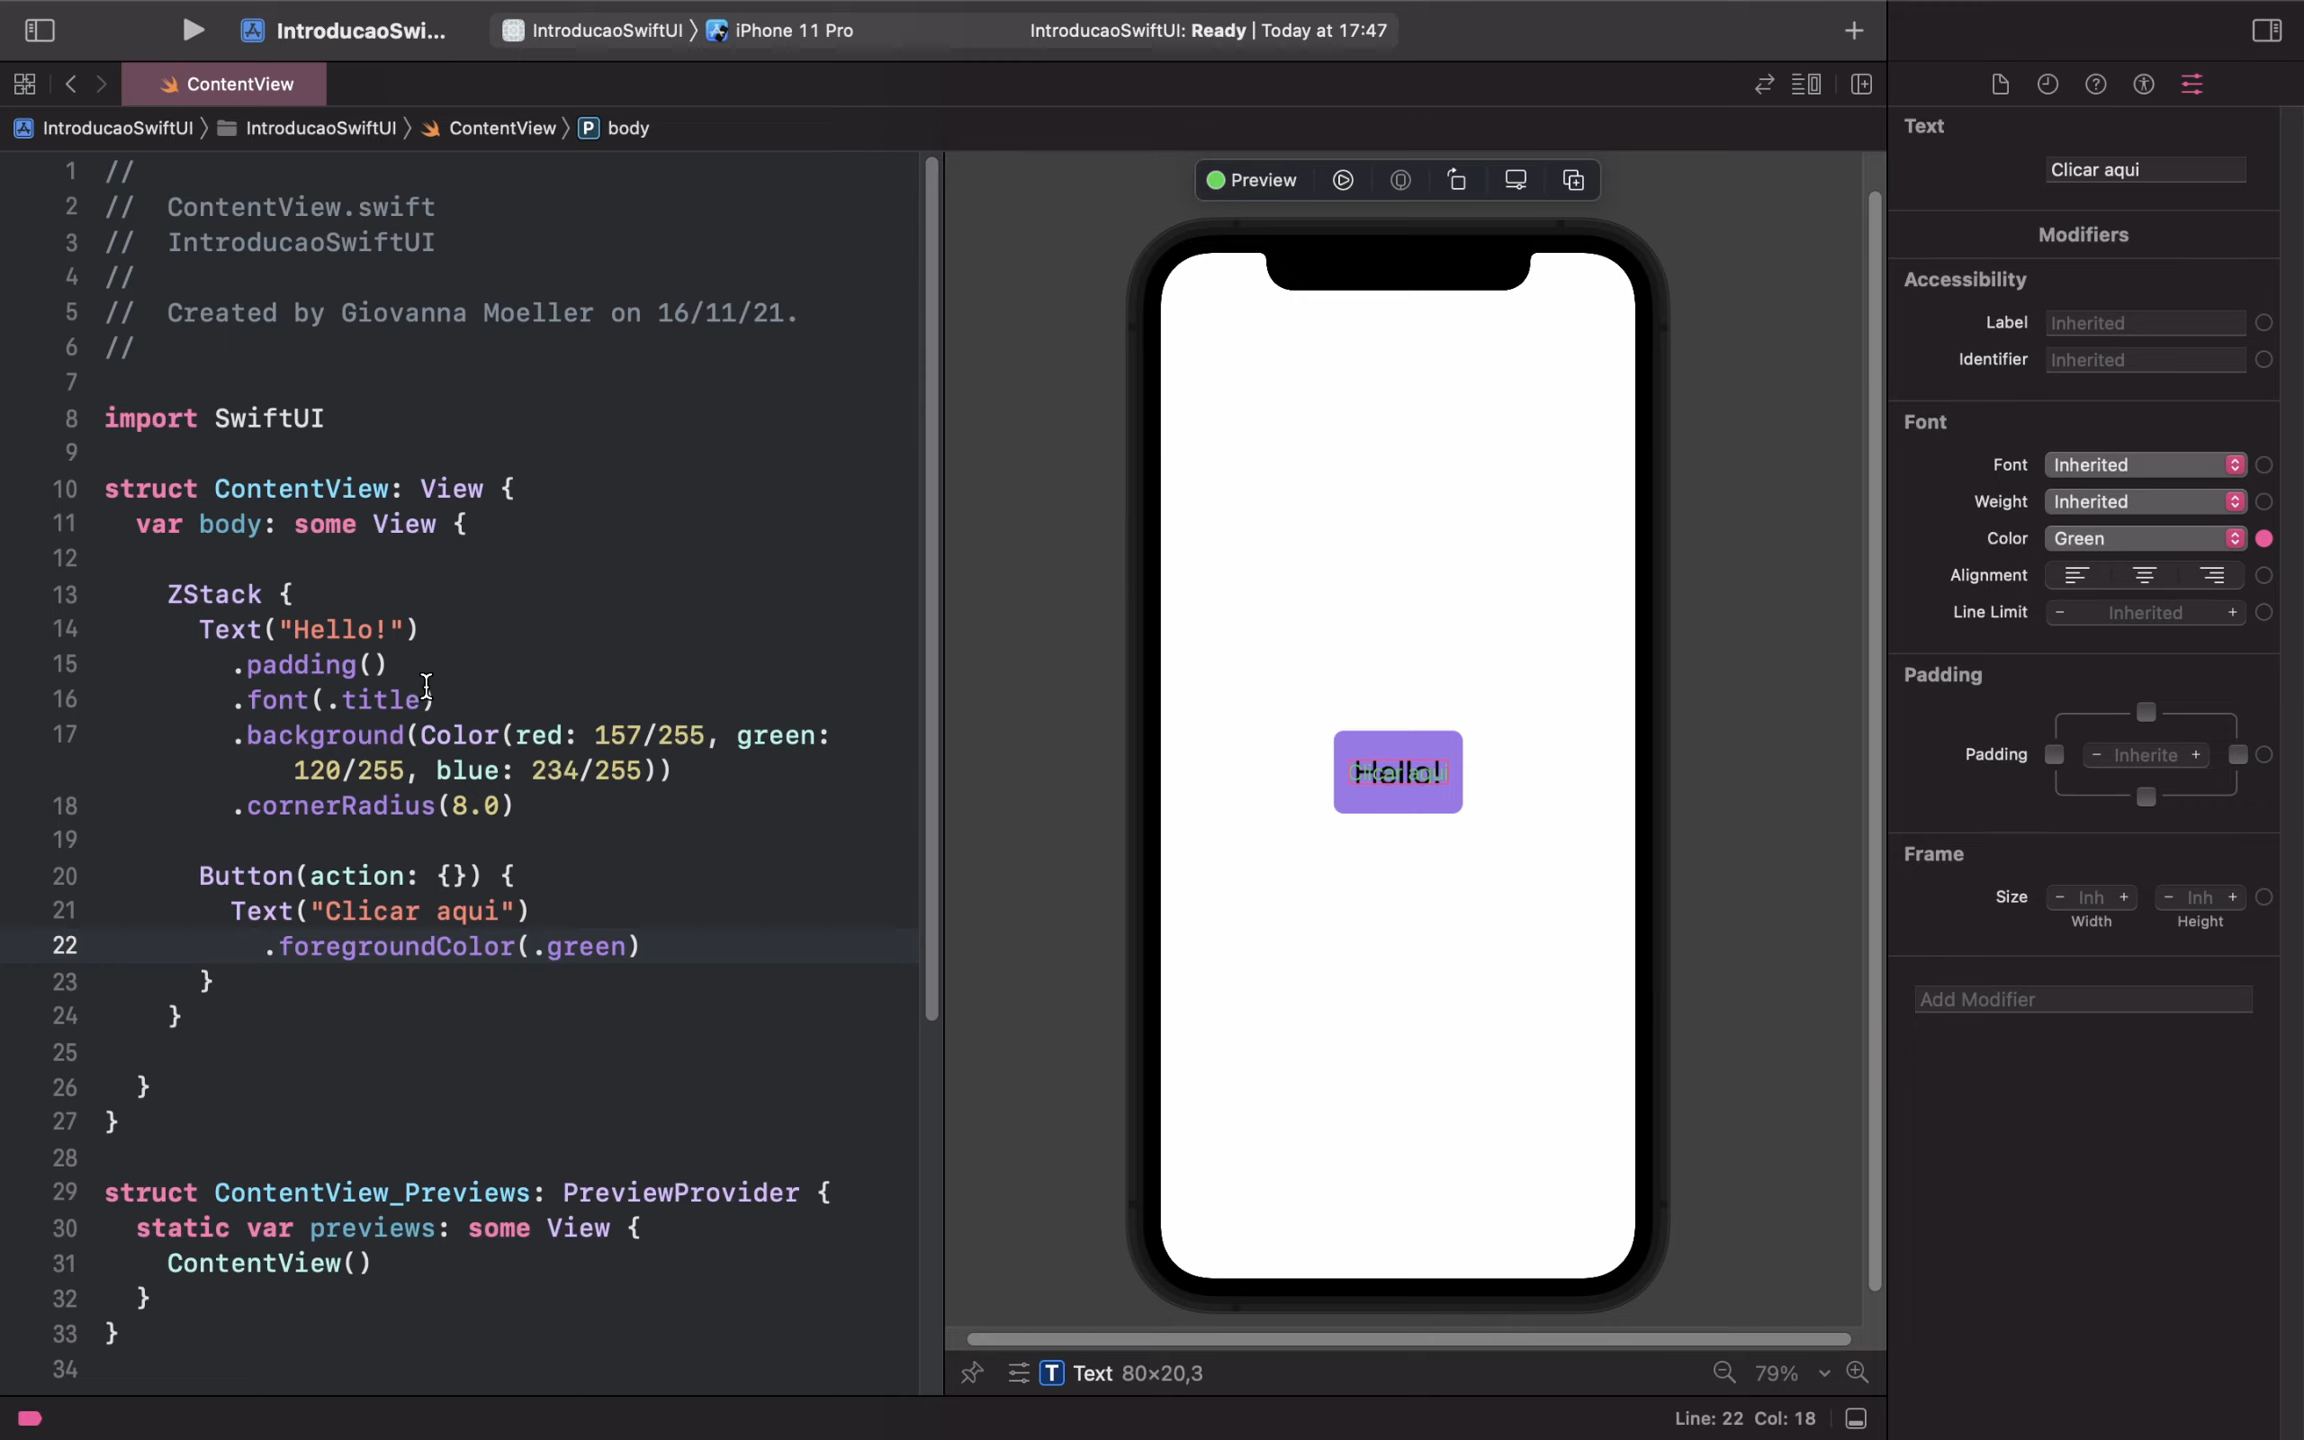 IntroducaoSwi...
IntroducaoSwiftUI 〉 iPhone 11 Pro
IntroducaoSwiftUI: Ready | Today at 17:47
ContentView
IntroducaoSwiftUI 〉 IntroducaoSwiftUI 〉 ContentView 〉 P body
1 //
2 //  ContentView.swift
3 //  IntroducaoSwiftUI
4 //
5 //  Created by Giovanna Moeller on 16/11/21.
6 //
7
8 import SwiftUI
9
10 struct ContentView: View {
11   var body: some View {
12
13     ZStack {
14       Text("Hello!")
15         .padding()
16         .font(.title)
17         .background(Color(red: 157/255, green:
120/255, blue: 234/255))
18         .cornerRadius(8.0)
19
20       Button(action: {}) {
21         Text("Clicar aqui")
22           .foregroundColor(.green)
23       }
24     }
25
26   }
27 }
28
29 struct ContentView_Previews: PreviewProvider {
30   static var previews: some View {
31     ContentView()
32   }
33 }
34
Preview
Hello!
Clicar aqui
T Text 80×20,3
79%
Line: 22 Col: 18
Text
Clicar aqui
Modifiers
Accessibility
Label Inherited
Identifier Inherited
Font
Font Inherited
Weight Inherited
Color Green
Alignment
Line Limit − Inherited +
Padding
Padding − Inherite +
Frame
Size − Inh + − Inh +
Width Height
Add Modifier